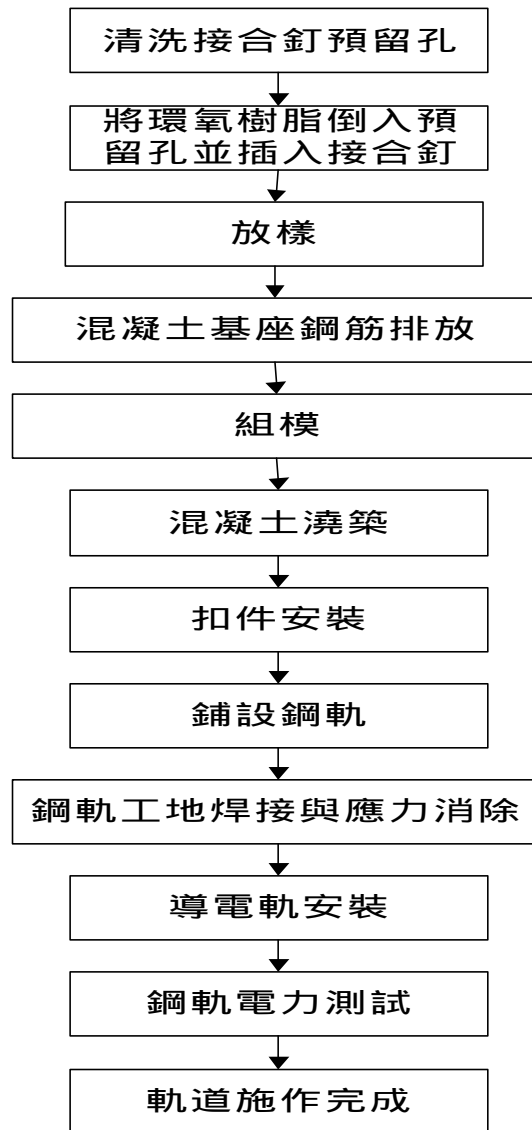 清洗接合釘預留孔
將環氧樹脂倒入預
留孔並插入接合釘
放樣
混凝土基座鋼筋排放
組模
混凝土澆築
扣件安裝
鋪設鋼軌
鋼軌工地焊接與應力消除
導電軌安裝
鋼軌電力測試
軌道施作完成